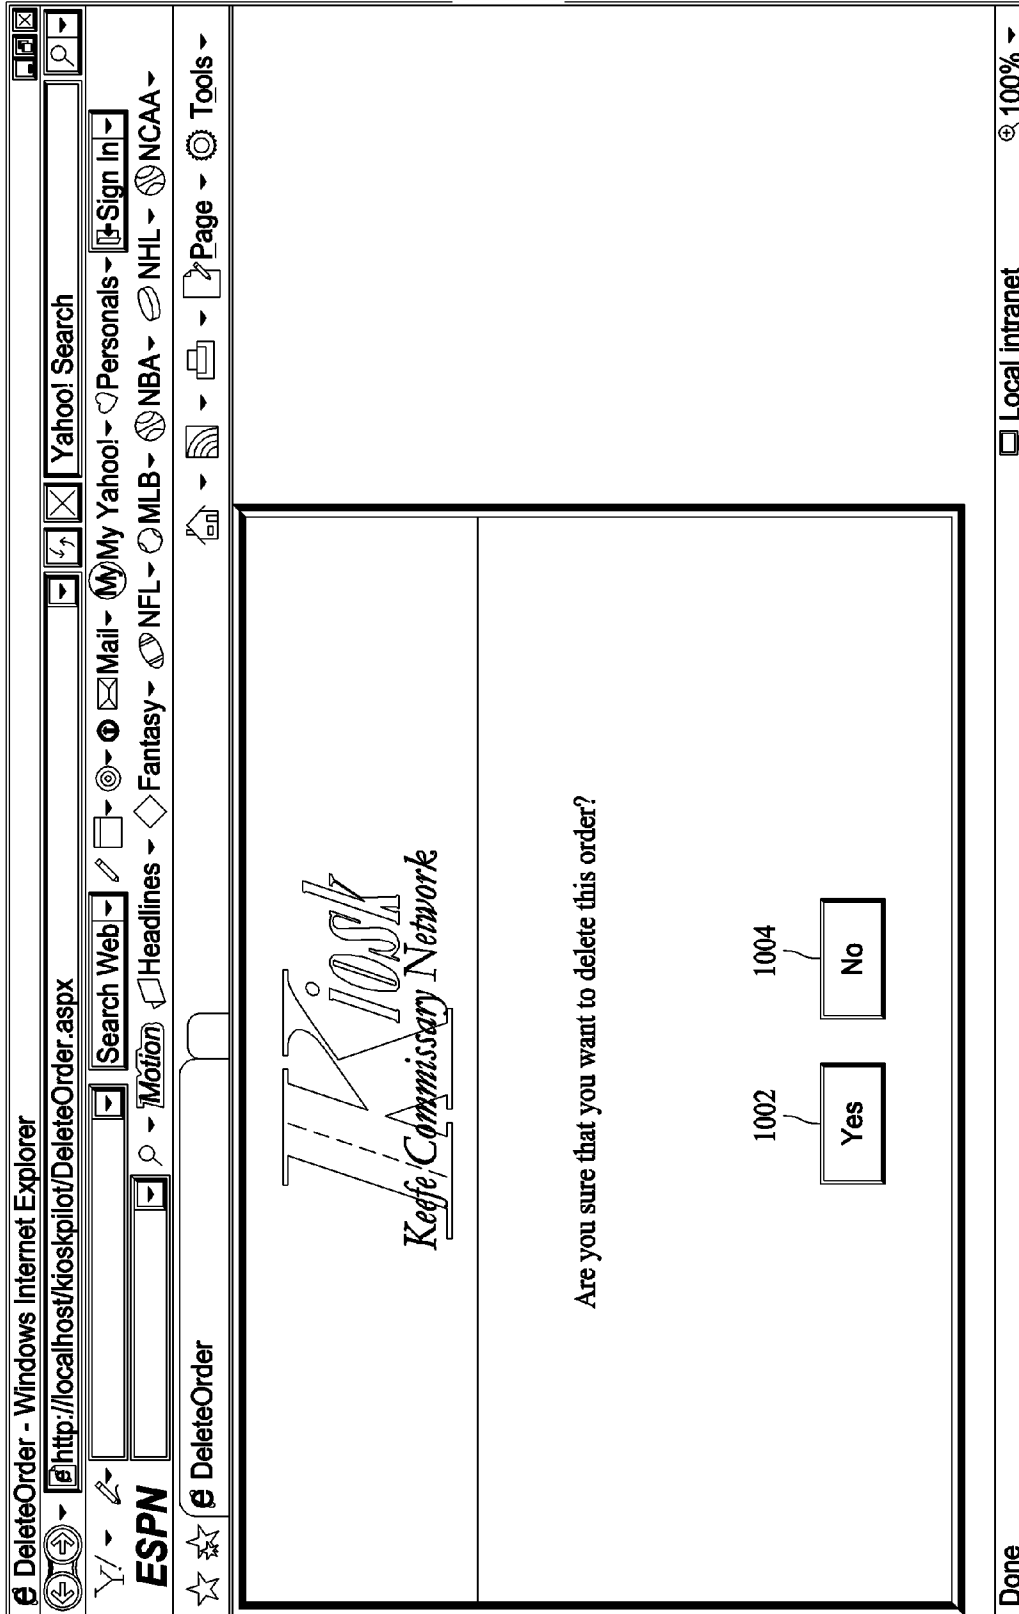 DeleteOrder - Windows Internet Explorer
http://localhost/kioskpilot/DeleteOrder.aspx
Yahoo! Search
Y! Search Web Mail My My Yahoo! Personals Sign In
ESPN Motion Headlines Fantasy NFL MLB NBA NHL NCAA
DeleteOrder
Page Tools
Kiosk
Keefe Commissary Network
Are you sure that you want to delete this order?
1002 1004
Yes No
Done Local intranet 100%